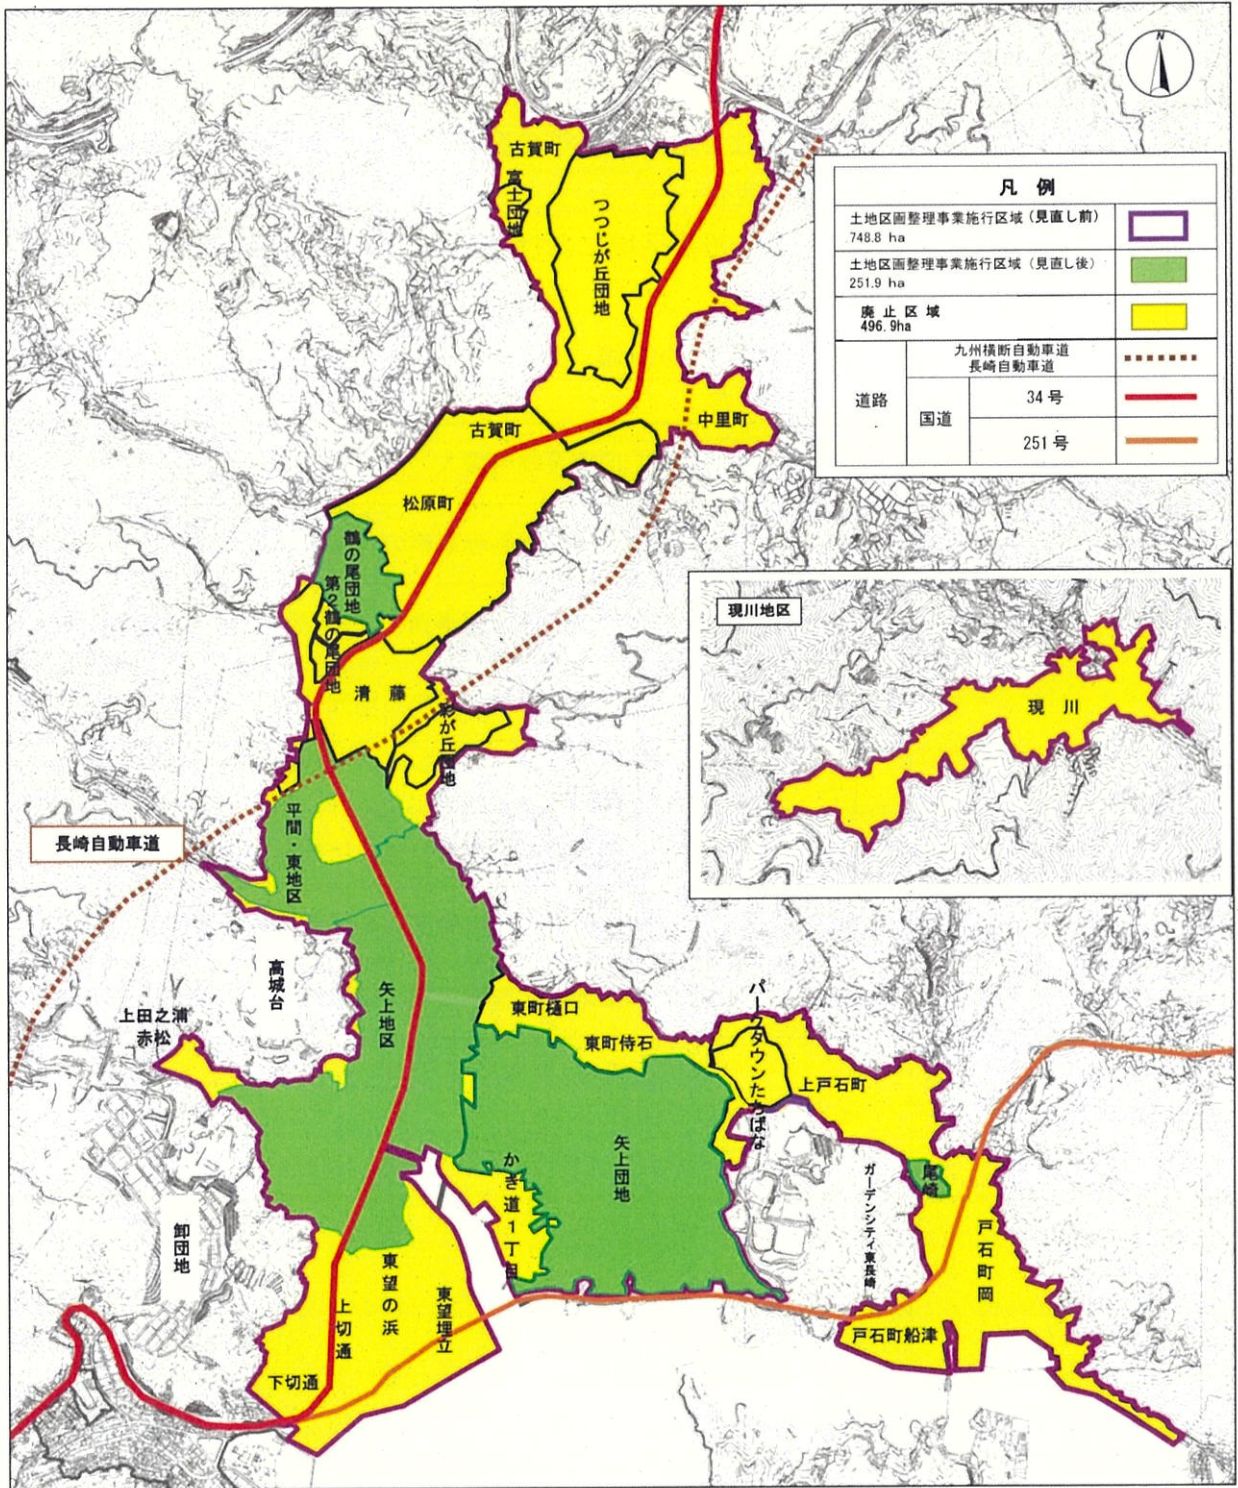 N
凡 例
土地区画整理事業施行区域（見直し前）
748.8 ha
土地区画整理事業施行区域（見直し後）
251.9 ha
廃 止 区 域
496.9ha
道路
九州横断自動車道
長崎自動車道
国道
34 号
251 号
古賀町
富士団地
つつじが丘団地
中里町
古賀町
松原町
鶴の尾団地
第2鶴の尾団地
清 藤
彩が丘団地
現川地区
現 川
平間・東地区
長崎自動車道
高城台
矢上地区
上田之浦
赤松
東町樋口
東町侍石
パークタウンたちばな
上戸石町
矢上団地
かき道1丁目
尾崎
ガーデンシティ東長崎
戸石町岡
戸石町船津
卸団地
東望の浜
東望埋立
上切通
下切通